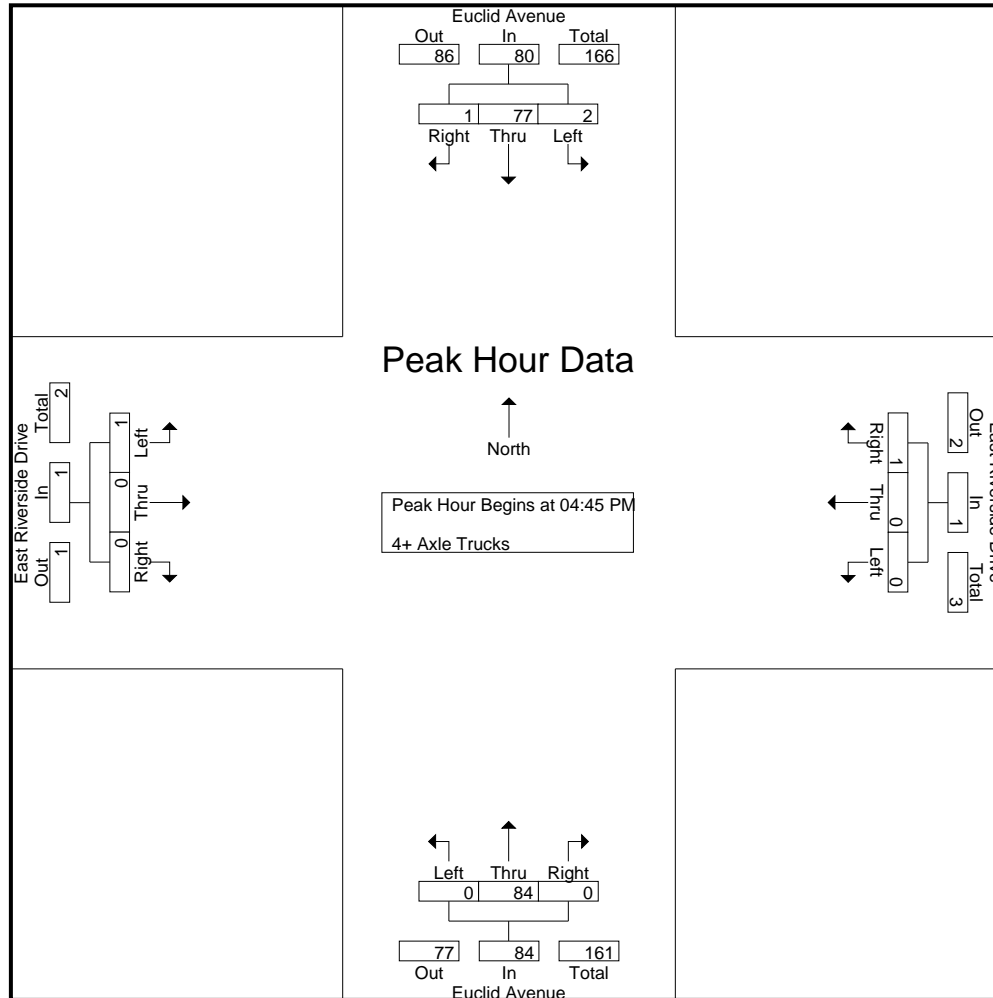 Euclid Avenue
Out In Total
86 80 166
1 77 2
Right Thru Left
Peak Hour Data
North
Peak Hour Begins at 04:45 PM
4+ Axle Trucks
East Riverside Drive
Out In Total
1 1 2
Right Thru Left
0 0 1
East Riverside Drive
Out In Total
2 1 3
Right Thru Left
1 0 0
Left Thru Right
0 84 0
77 84 161
Out In Total
Euclid Avenue